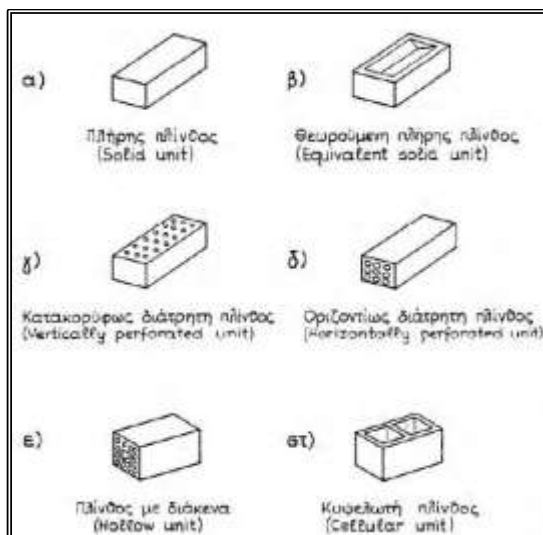 α)
Πλήρης πλίνθος
(Solid unit)
β)
Θεωρούμενη πλήρης πλίνθος
(Equivalent solid unit)
γ)
Κατακορύφως διάτρητη πλίνθος
(Vertically perforated unit)
δ)
Οριζοντίως διάτρητη πλίνθος
(Horizontally perforated unit)
ε)
Πλίνθος με διάκενα
(Hollow unit)
στ)
Κυψελωτή πλίνθος
(Cellular unit)